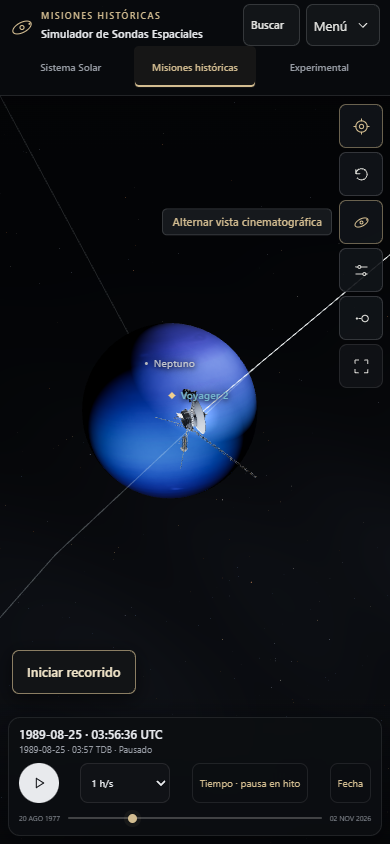 MISIONES HISTÓRICAS
Simulador de Sondas Espaciales
Buscar
Menú
Sistema Solar
Misiones históricas
Experimental
Alternar vista cinematográfica
Neptuno
Voyager 2
Iniciar recorrido
1989-08-25 · 03:56:36 UTC
1989-08-25 · 03:57 TDB · Pausado
1 h/s
Tiempo · pausa en hito
Fecha
20 AGO 1977
02 NOV 2026